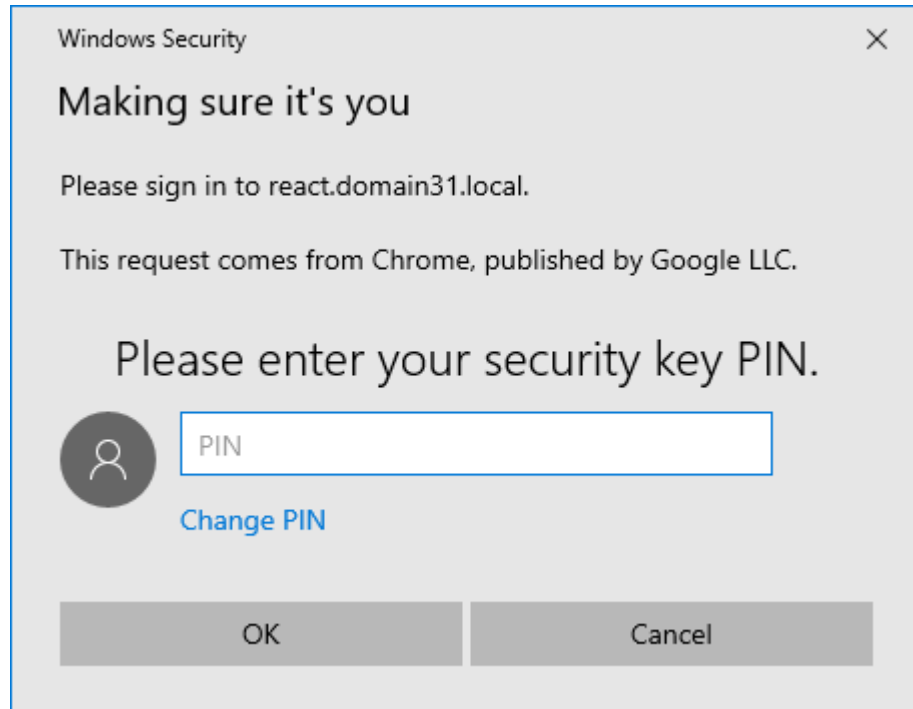 Windows Security
Making sure it's you
Please sign in to react.domain31.local.
This request comes from Chrome, published by Google LLC.
Please enter your security key PIN.
PIN
Change PIN
OK
Cancel